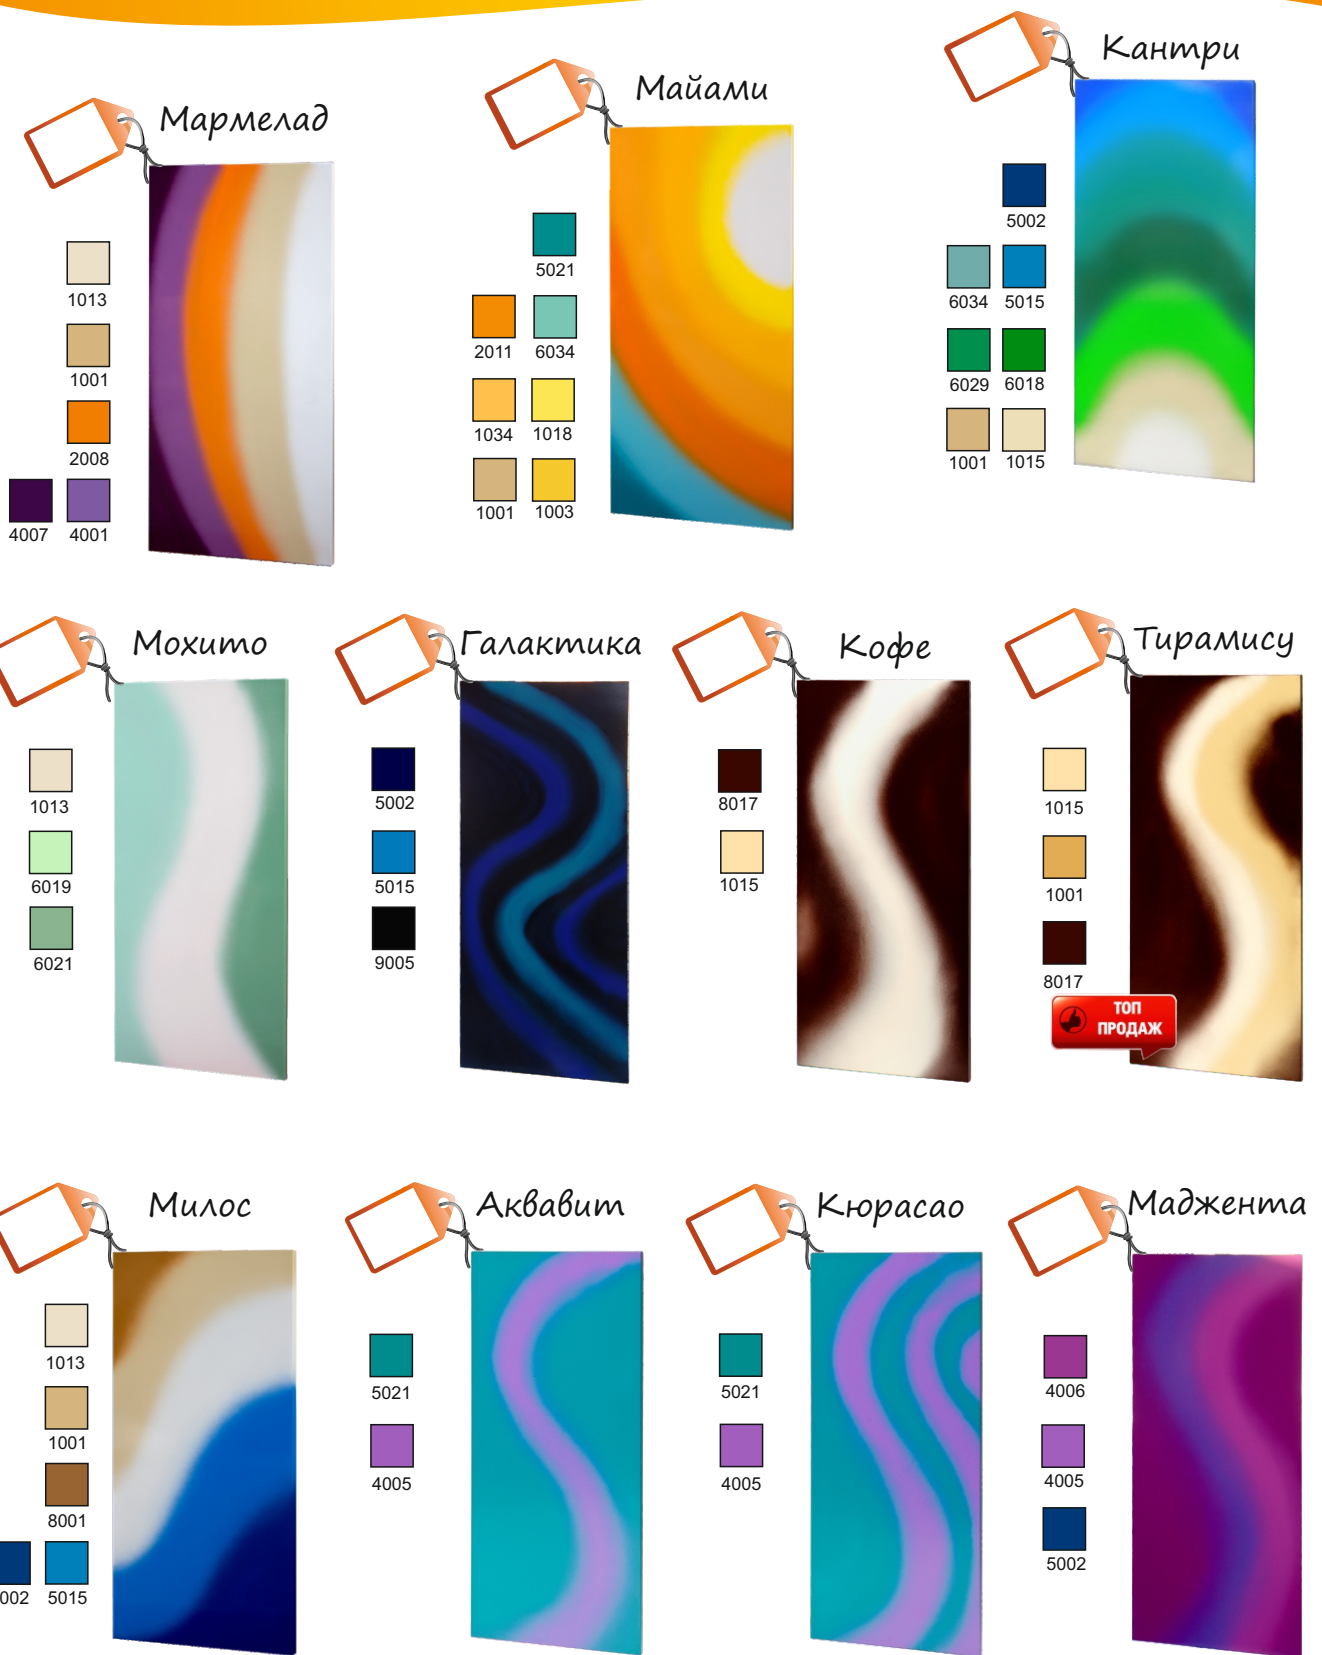 Мармелад
1013
1001
2008
4007 4001
Майами
5021
2011 6034
1034 1018
1001 1003
Кантри
5002
6034 5015
6029 6018
1001 1015
Мохито
1013
6019
6021
Галактика
5002
5015
9005
Кофе
8017
1015
Тирамису
1015
1001
8017
ТОП
ПРОДАЖ
Милос
1013
1001
8001
002 5015
Аквавит
5021
4005
Кюрасао
5021
4005
Маджента
4006
4005
5002